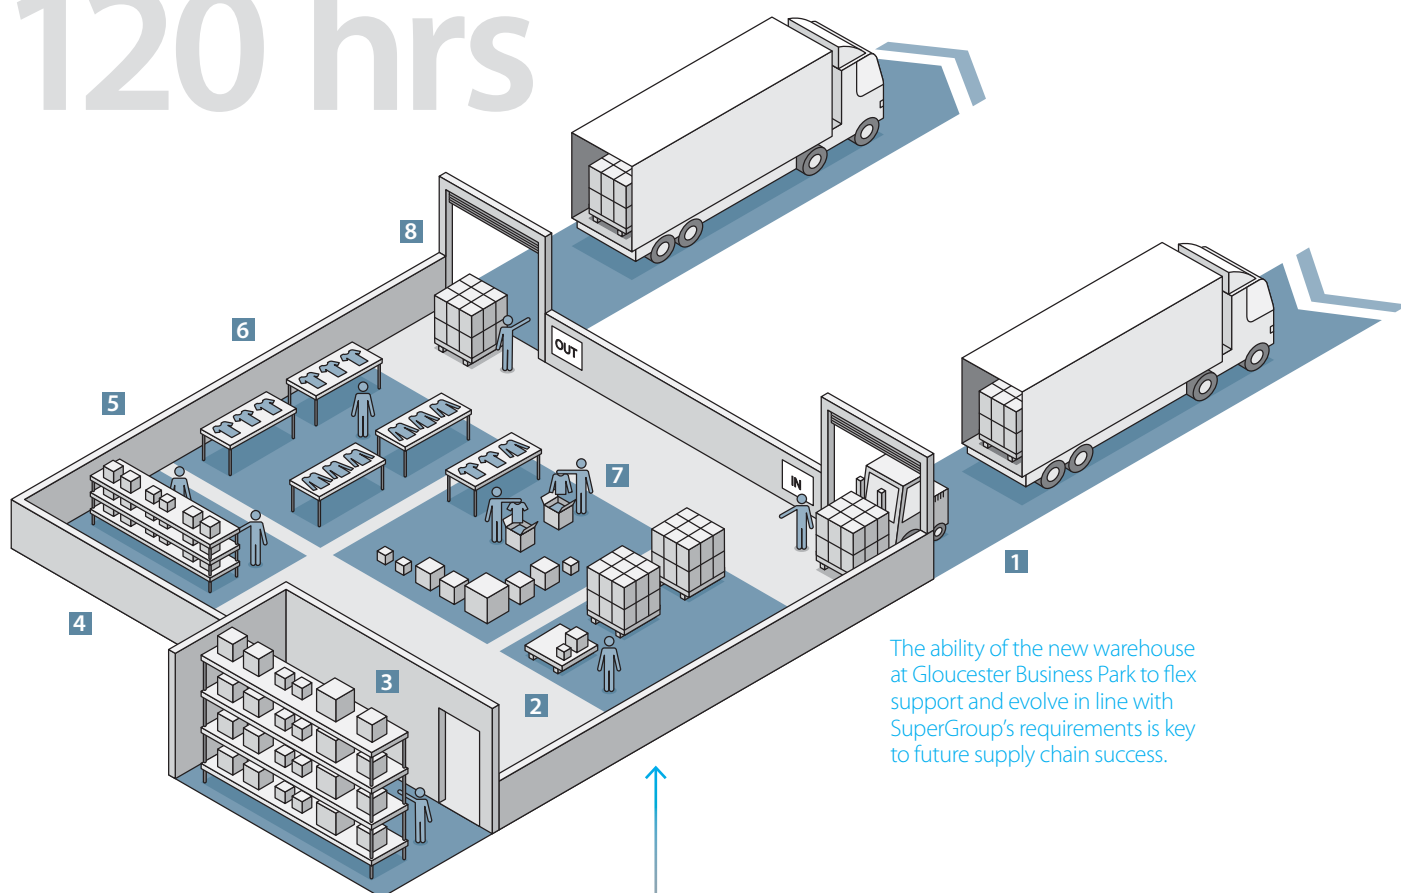 120 hrs
8
OUT
6
5
7
IN
1
4
3
2
The ability of the new warehouse
at Gloucester Business Park to flex
support and evolve in line with
SuperGroup's requirements is key
to future supply chain success.